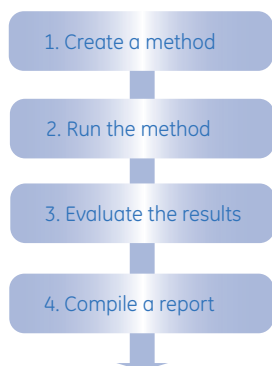 1. Create a method
2. Run the method
3. Evaluate the results
4. Compile a report